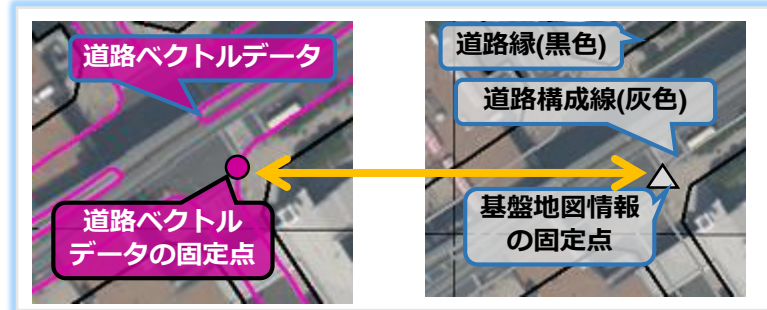 道路ベクトルデータ
道路ベクトル
データの固定点
道路縁(黒色)
道路構成線(灰色)
基盤地図情報
の固定点